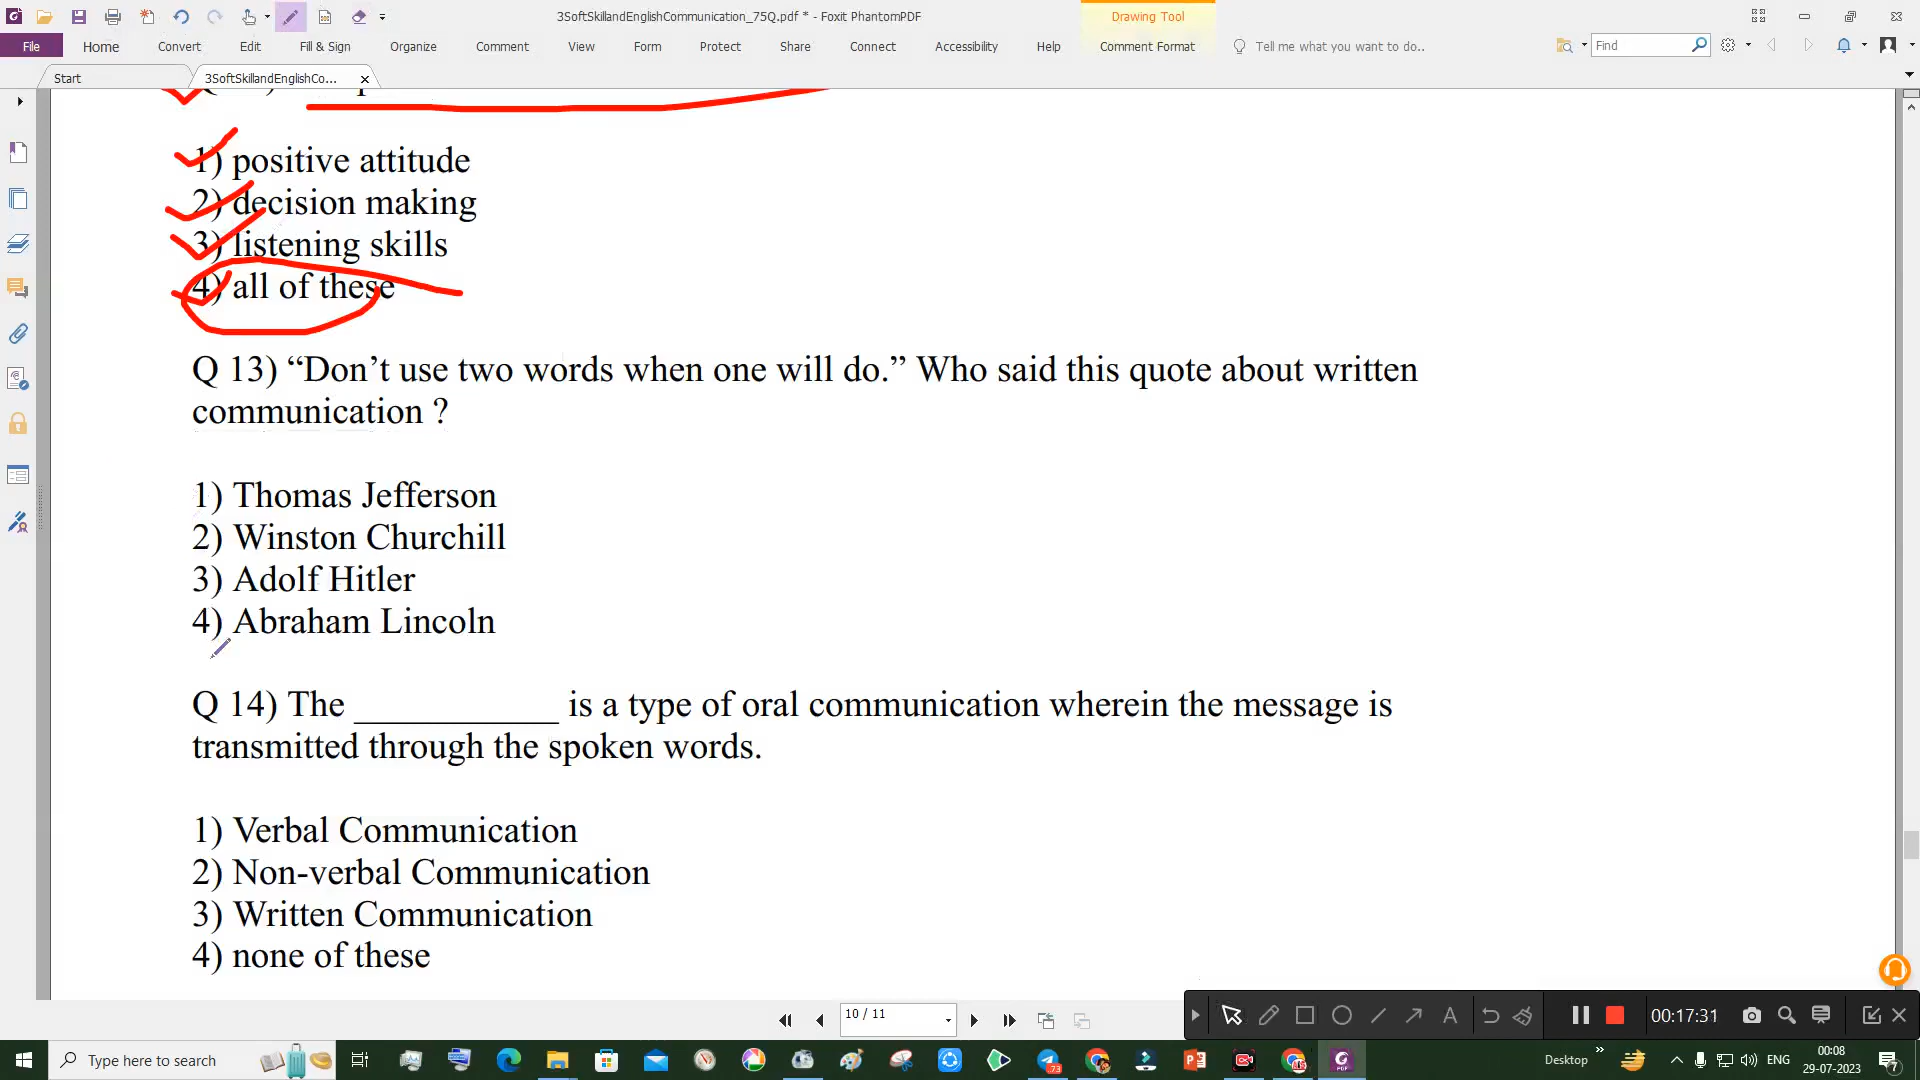 3SoftSkillandEnglishCommunication_75Q.pdf * - Foxit PhantomPDF
Drawing Tool
File Home Convert Edit Fill & Sign Organize Comment View Form Protect Share Connect Accessibility Help Comment Format Tell me what you want to do.. Find
Start 3SoftSkillandEnglishCo...
1) positive attitude
2) decision making
3) listening skills
4) all of these
Q 13) “Don’t use two words when one will do.” Who said this quote about written
communication ?
1) Thomas Jefferson
2) Winston Churchill
3) Adolf Hitler
4) Abraham Lincoln
Q 14) The ___________ is a type of oral communication wherein the message is
transmitted through the spoken words.
1) Verbal Communication
2) Non-verbal Communication
3) Written Communication
4) none of these
10 / 11
00:17:31
Type here to search
73
Desktop
ENG
00:08
29-07-2023
7